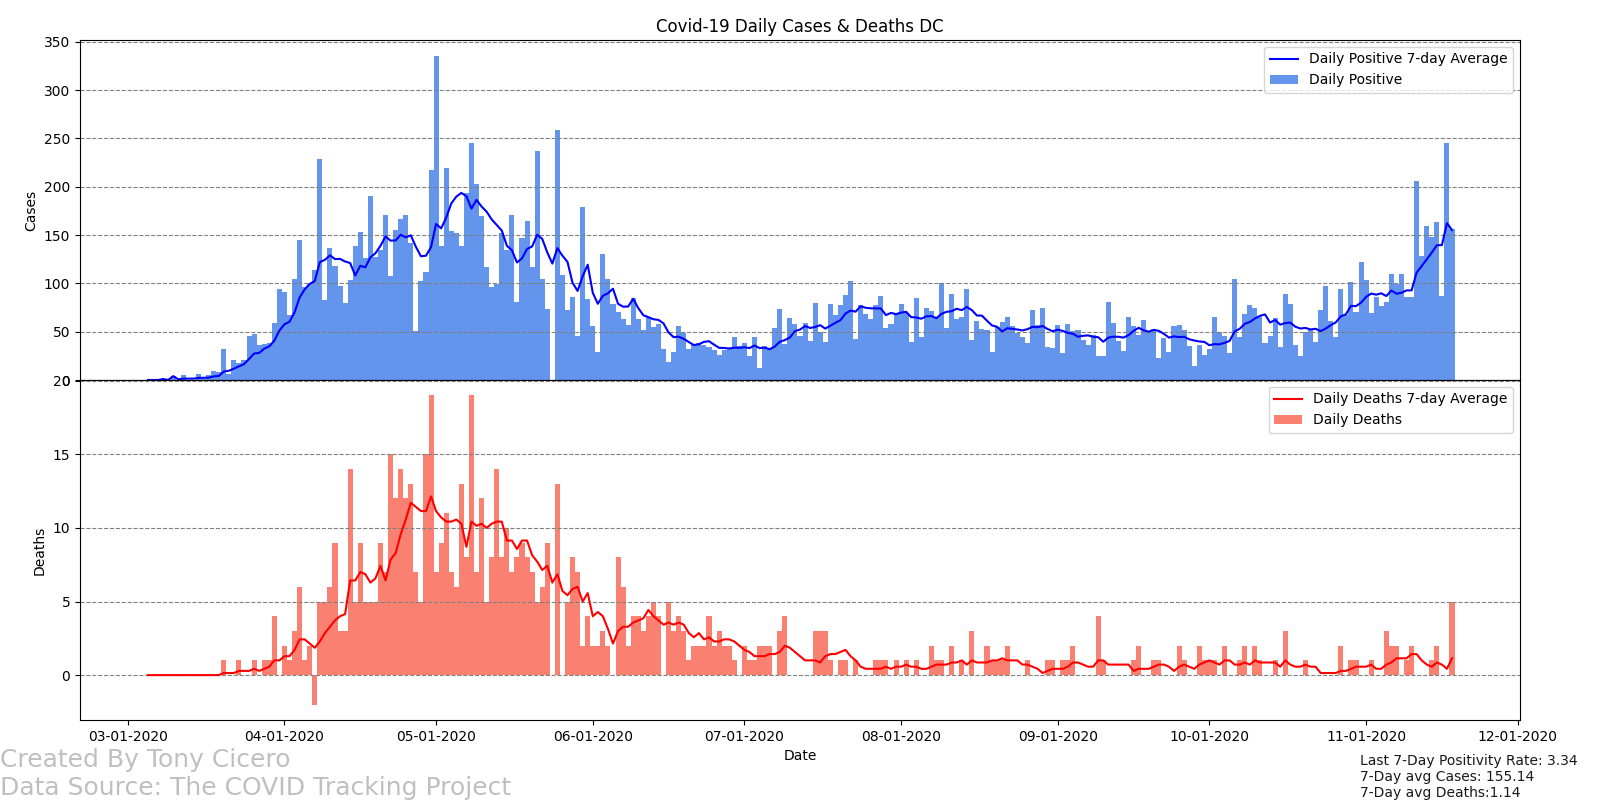 Covid-19 Daily Cases & Deaths DC
350
300
250
200
150
100
50
0
Cases
Daily Positive 7-day Average
Daily Positive
20
15
10
5
0
Deaths
Daily Deaths 7-day Average
Daily Deaths
03-01-2020 04-01-2020 05-01-2020 06-01-2020 07-01-2020 08-01-2020 09-01-2020 10-01-2020 11-01-2020 12-01-2020
Date
Created By Tony Cicero
Data Source: The COVID Tracking Project
Last 7-Day Positivity Rate: 3.34
7-Day avg Cases: 155.14
7-Day avg Deaths:1.14